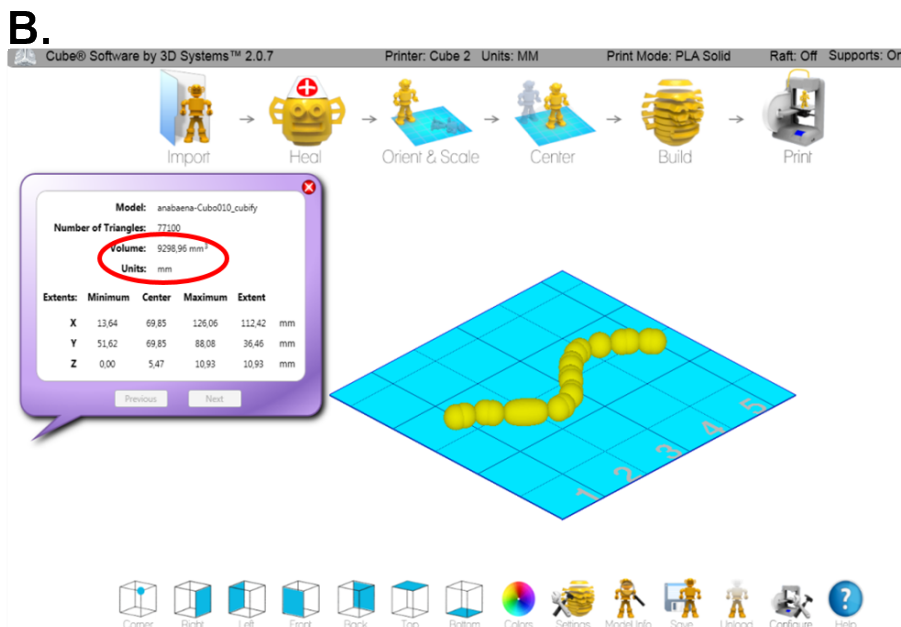 B.
Cube® Software by 3D Systems™ 2.0.7 Printer: Cube 2 Units: MM Print Mode: PLA Solid Raft: Off Supports: On
Import Heal Orient & Scale Center Build Print
Model: anabaena-Cubo010_cubify
Number of Triangles: 77100
Volume: 9298,96 mm³
Units: mm
Extents: Minimum Center Maximum Extent
X 13,64 69,85 126,06 112,42 mm
Y 51,62 69,85 88,08 36,46 mm
Z 0,00 5,47 10,93 10,93 mm
Previous Next
1 2 3 4 5
Corner Right Left Front Back Top Bottom Colors Settings Model Info Save Unload Configure Help